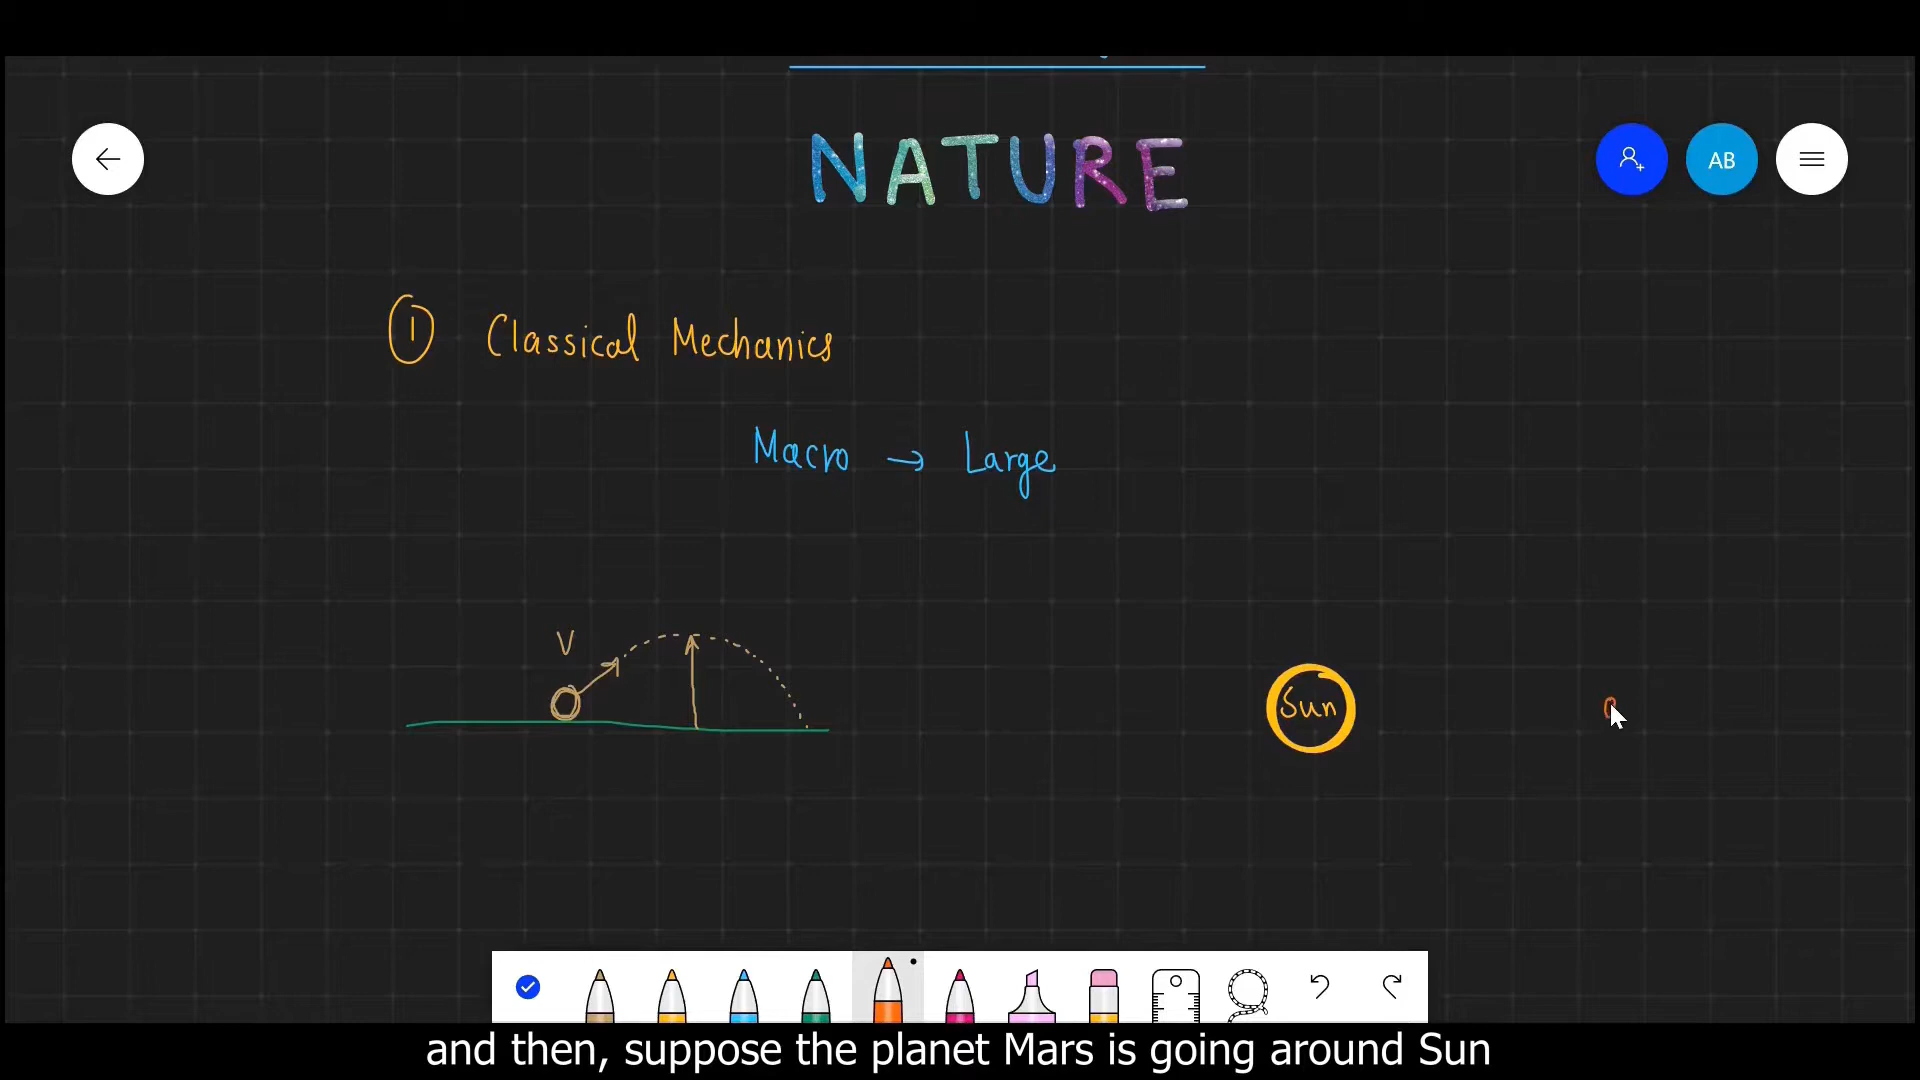 NATURE
AB
① Classical Mechanics
Macro → Large
V
Sun
and then, suppose the planet Mars is going around Sun